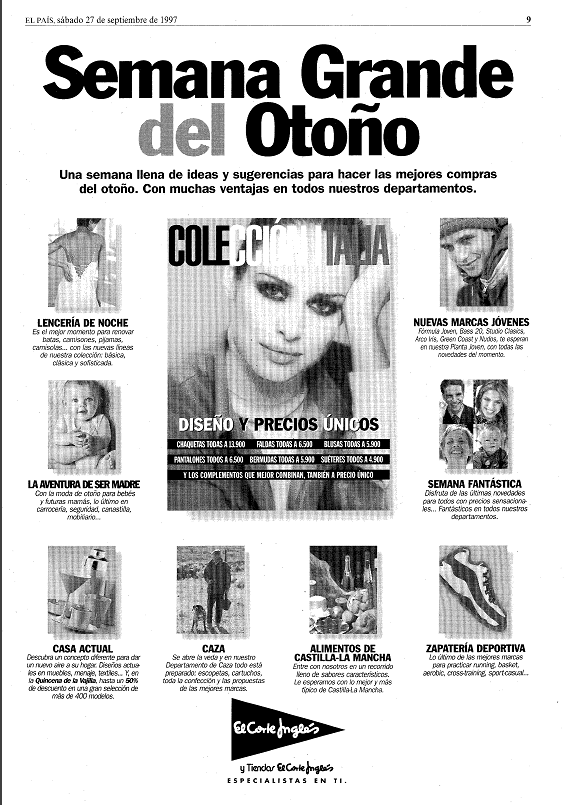 EL PAÍS, sábado 27 de septiembre de 1997
9
Semana Grande
del Otoño
Una semana llena de ideas y sugerencias para hacer las mejores compras
del otoño. Con muchas ventajas en todos nuestros departamentos.
COLECCIÓN ITALIA
DISEÑO Y PRECIOS ÚNICOS
CHAQUETAS TODAS A 13.900 FALDAS TODAS A 6.500 BLUSAS TODAS A 5.900
PANTALONES TODOS A 6.500 BERMUDAS TODAS A 5.900 SUÉTERES TODOS A 4.900
Y LOS COMPLEMENTOS QUE MEJOR COMBINAN, TAMBIÉN A PRECIO ÚNICO
LENCERÍA DE NOCHE
Es el mejor momento para renovar
batas, camisones, pijamas,
camisolas... con las nuevas líneas
de nuestra colección: básica,
clásica y sofisticada.
NUEVAS MARCAS JÓVENES
Fórmula Joven, Bass 20, Studio Clasics,
Arco Iris, Green Coast y Nudos, te esperan
en nuestra Planta Joven, con todas las
novedades del momento.
LA AVENTURA DE SER MADRE
Con la moda de otoño para bebés
y futuras mamás, lo último en
carrocería, seguridad, canastilla,
mobiliario...
SEMANA FANTÁSTICA
Disfruta de las últimas novedades
para todos con precios sensaciona-
les... Fantásticos en todos nuestros
departamentos.
CASA ACTUAL
Descubra un concepto diferente para dar
un nuevo aire a su hogar. Diseños actua-
les en muebles, menaje, textiles... Y, en
la Quincena de la Vajilla, hasta un 50%
de descuento en una gran selección de
más de 400 modelos.
CAZA
Se abre la veda y en nuestro
Departamento de Caza todo está
preparado: escopetas, cartuchos,
toda la confección y las propuestas
de las mejores marcas.
ALIMENTOS DE
CASTILLA-LA MANCHA
Entre con nosotros en un recorrido
lleno de sabores característicos.
Le esperamos con lo mejor y más
típico de Castilla-La Mancha.
ZAPATERÍA DEPORTIVA
Lo último de las mejores marcas
para practicar running, basket,
aerobic, cross-training, sport-casual...
El Corte Inglés
y Tiendas El Corte Inglés
ESPECIALISTAS EN TI.